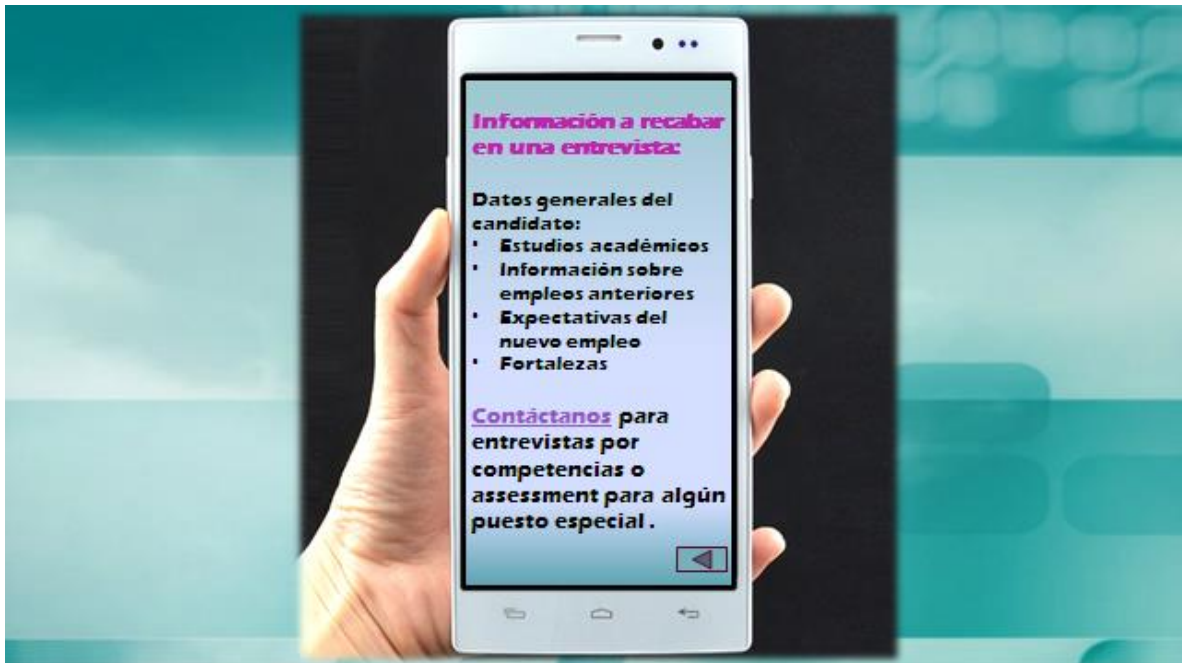 Información a recabar
en una entrevista:
Datos generales del
candidato:
• Estudios académicos
• Información sobre
empleos anteriores
• Expectativas del
nuevo empleo
• Fortalezas
Contáctanos para
entrevistas por
competencias o
assessment para algún
puesto especial .